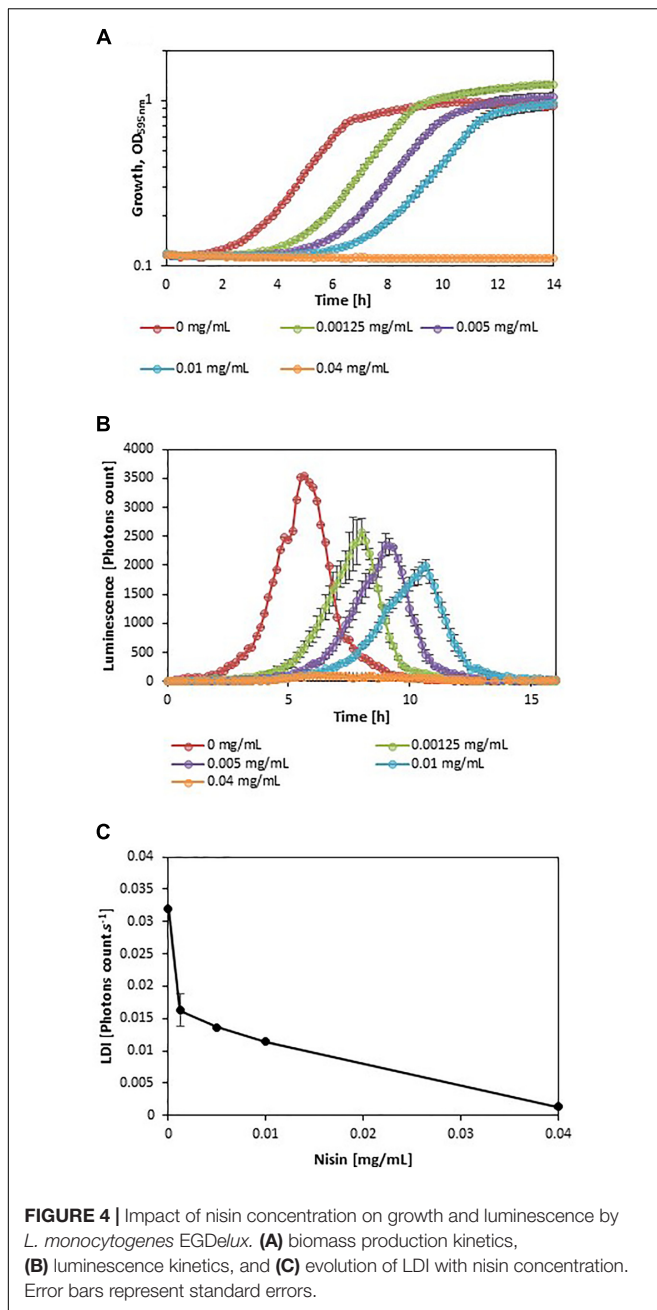 A
Growth, OD595nm
1
0.1
0 2 4 6 8 10 12 14
Time [h]
0 mg/mL 0.00125 mg/mL 0.005 mg/mL
0.01 mg/mL 0.04 mg/mL
B
Luminescence [Photons count]
4000
3500
3000
2500
2000
1500
1000
500
0
0 5 10 15
Time [h]
0 mg/mL 0.00125 mg/mL
0.005 mg/mL 0.01 mg/mL
0.04 mg/mL
C
LDI [Photons count.s-1]
0.04
0.035
0.03
0.025
0.02
0.015
0.01
0.005
0
0 0.01 0.02 0.03 0.04
Nisin [mg/mL]
FIGURE 4 | Impact of nisin concentration on growth and luminescence by
L. monocytogenes EGDelux. (A) biomass production kinetics,
(B) luminescence kinetics, and (C) evolution of LDI with nisin concentration.
Error bars represent standard errors.